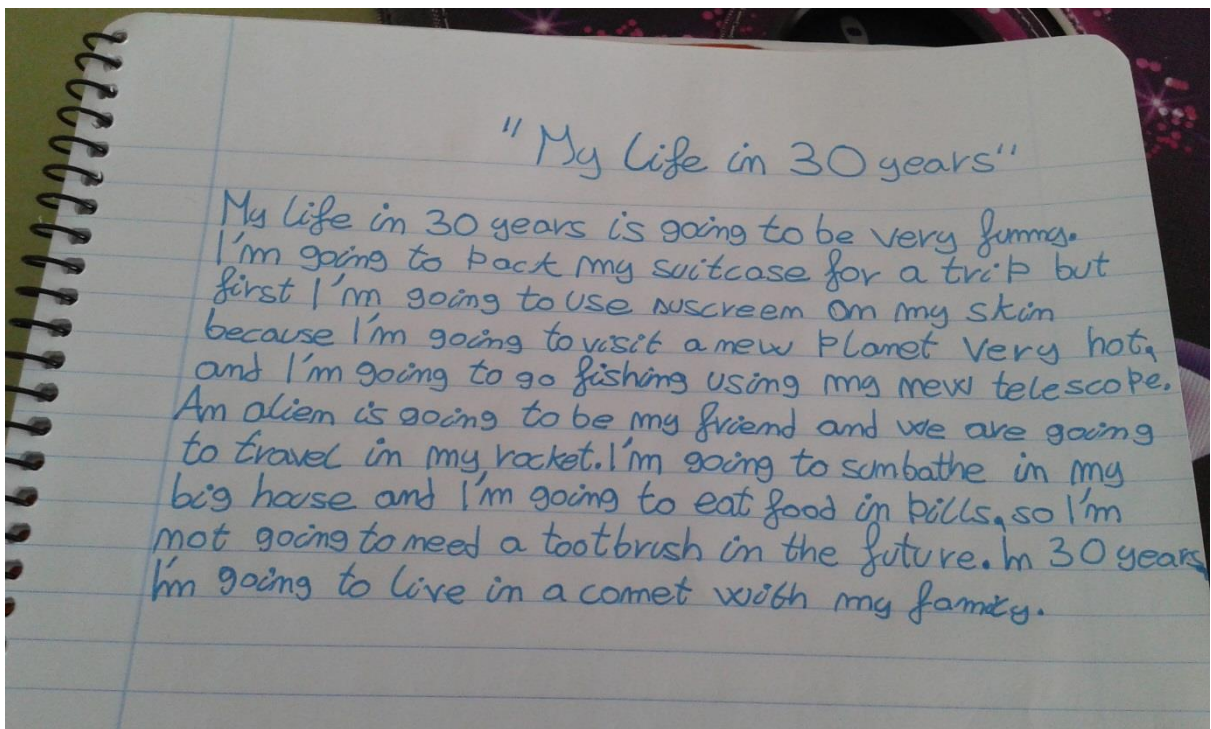 "My life in 30 years"
My life in 30 years is going to be very funny.
I'm going to pack my suitcase for a trip but
first I'm going to use suscreem on my skin
because I'm going to visit a new planet very hot,
and I'm going to go fishing using my new telescope.
An alien is going to be my friend and we are going
to travel in my rocket. I'm going to sunbathe in my
big house and I'm going to eat food in pills, so I'm
not going to need a tootbrush in the future. In 30 years
I'm going to live in a comet with my family.